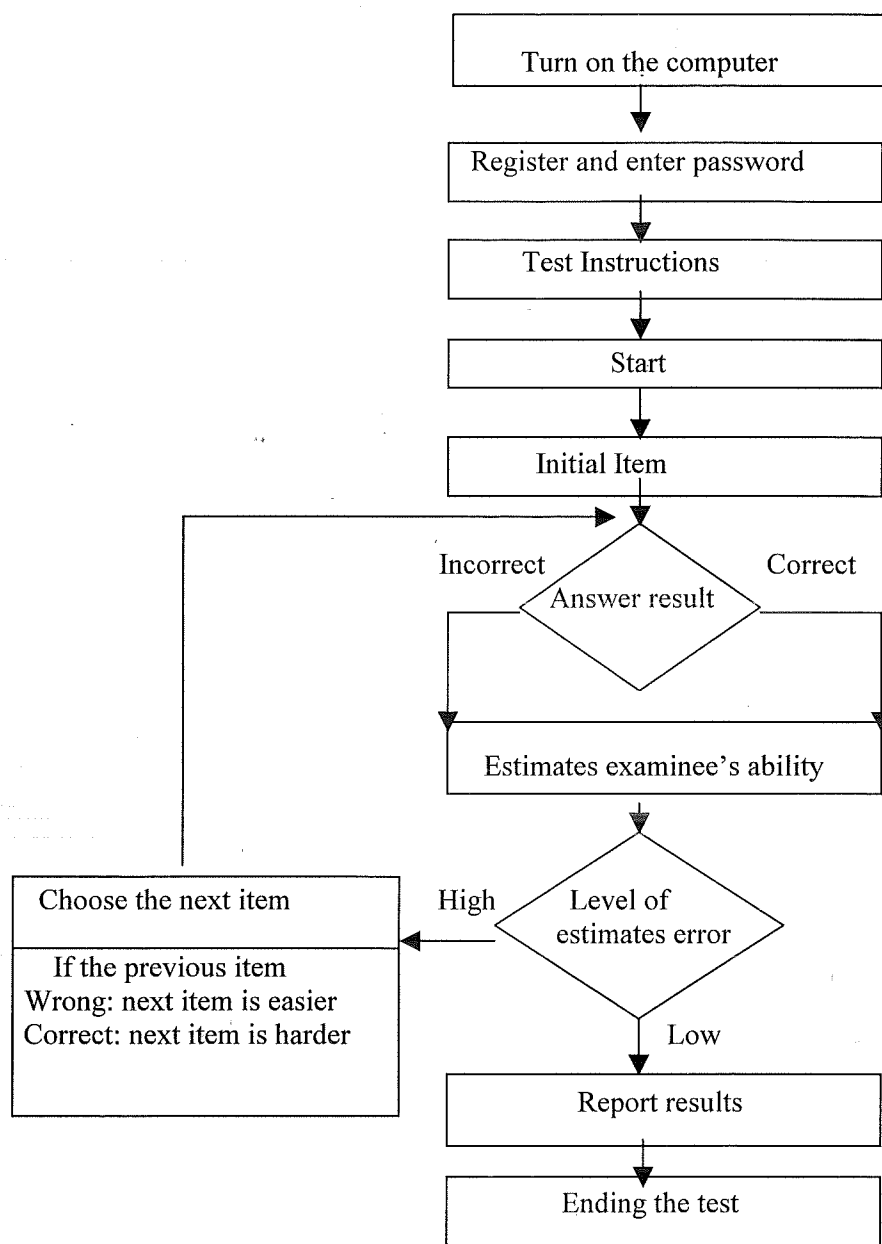 Turn on the computer
Register and enter password
Test Instructions
Start
Initial Item
Incorrect
Correct
Answer result
Estimates examinee's ability
Choose the next item
High
Level of
estimates error
If the previous item
Wrong: next item is easier
Correct: next item is harder
Low
Report results
Ending the test